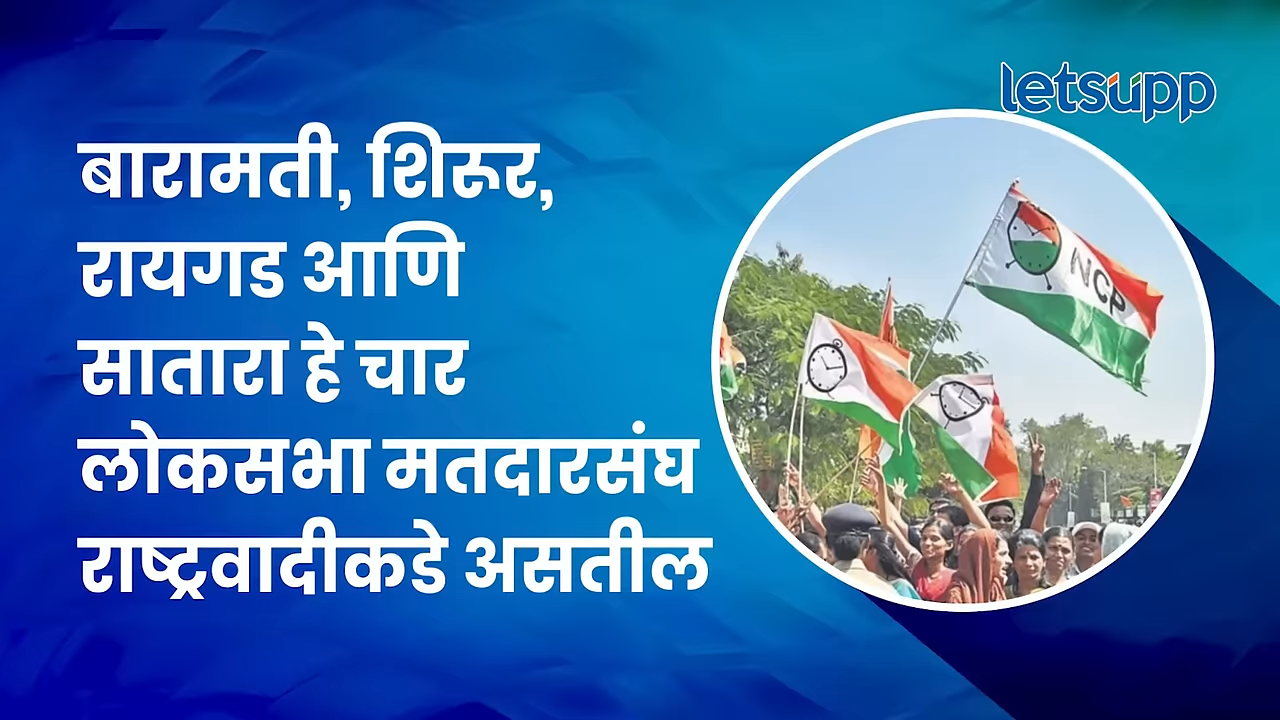 letsupp
बारामती, शिरूर,
रायगड आणि
सातारा हे चार
लोकसभा मतदारसंघ
राष्ट्रवादीकडे असतील
NCP